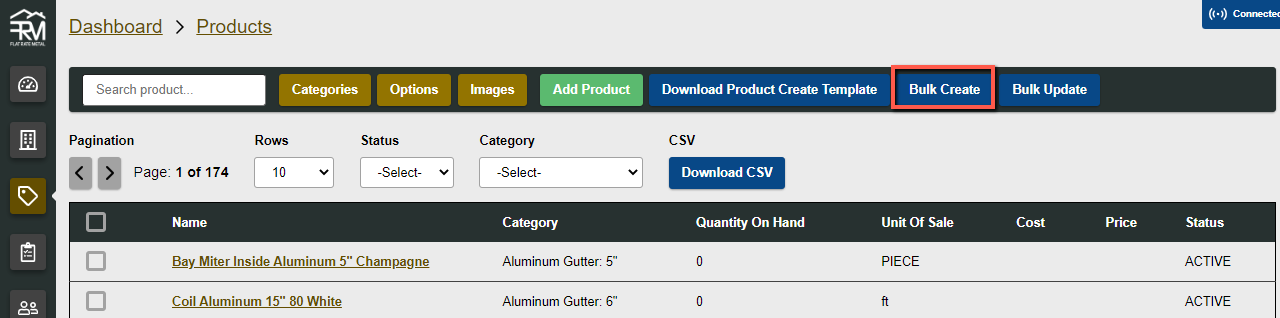 FRM
FLAT RATE METAL
Dashboard > Products
Connected
Search product...
Categories
Options
Images
Add Product
Download Product Create Template
Bulk Create
Bulk Update
Pagination Rows Status Category CSV
Page: 1 of 174 10 -Select- -Select- Download CSV
Name Category Quantity On Hand Unit Of Sale Cost Price Status
Bay Miter Inside Aluminum 5" Champagne Aluminum Gutter: 5" 0 PIECE ACTIVE
Coil Aluminum 15" 80 White Aluminum Gutter: 6" 0 ft ACTIVE